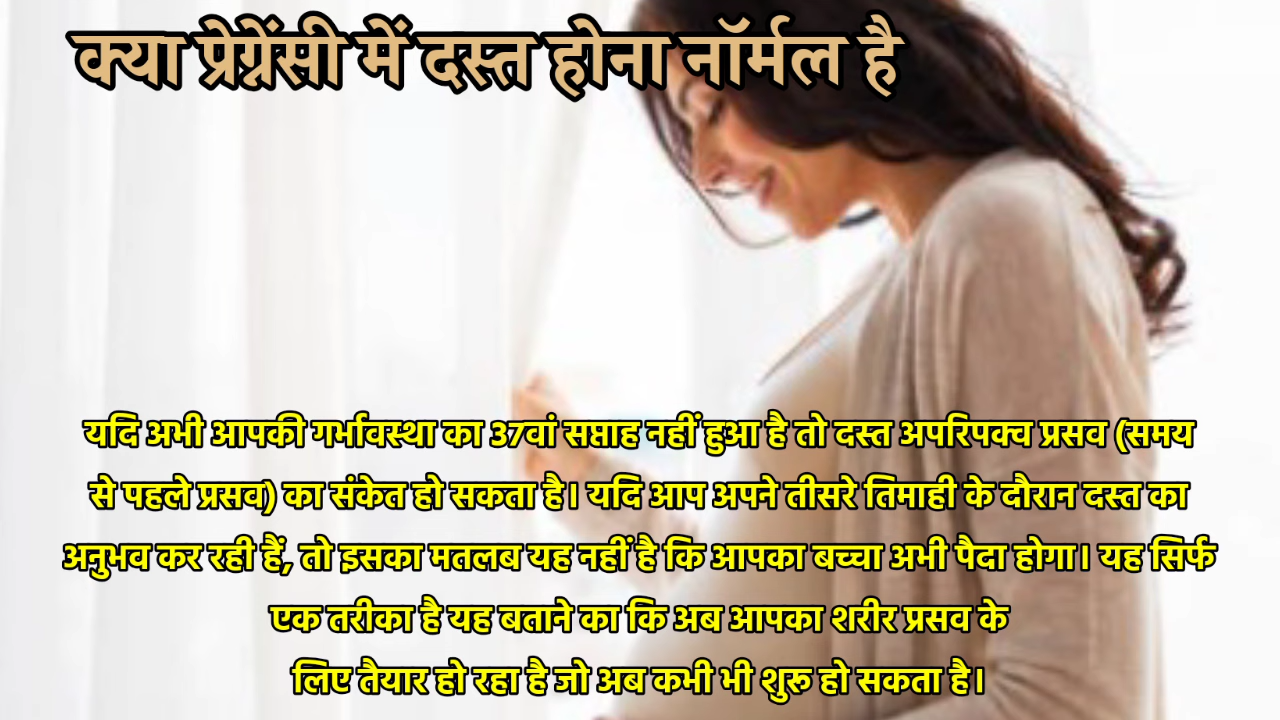 क्या प्रेग्नेंसी में दस्त होना नॉर्मल है
यदि अभी आपकी गर्भावस्था का 37वां सप्ताह नहीं हुआ है तो दस्त अपरिपक्व प्रसव (समय
से पहले प्रसव) का संकेत हो सकता है। यदि आप अपने तीसरे तिमाही के दौरान दस्त का
अनुभव कर रही हैं, तो इसका मतलब यह नहीं है कि आपका बच्चा अभी पैदा होगा। यह सिर्फ
एक तरीका है यह बताने का कि अब आपका शरीर प्रसव के
लिए तैयार हो रहा है जो अब कभी भी शुरू हो सकता है।